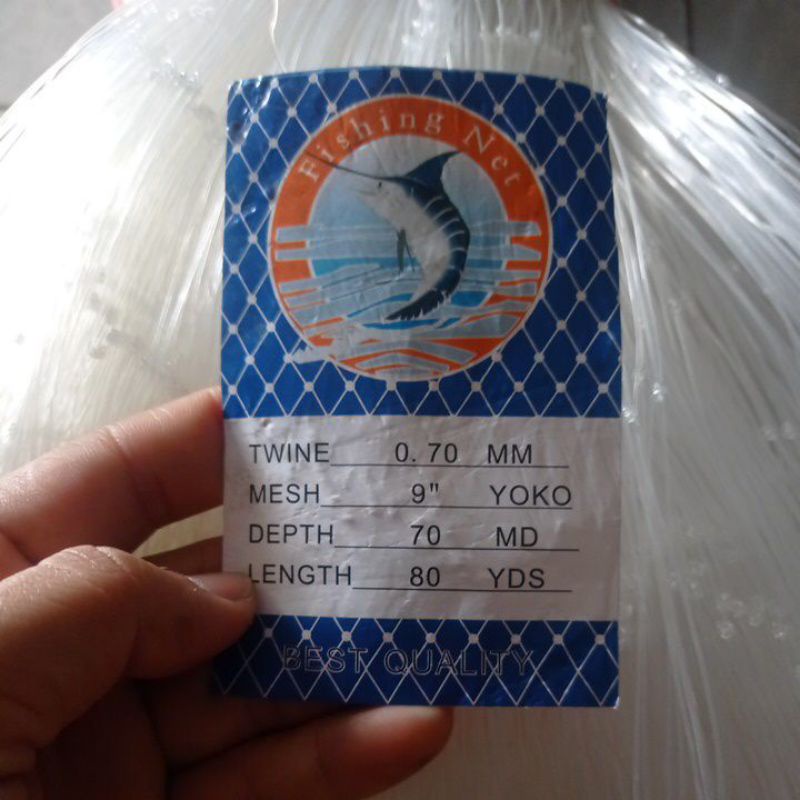 Fishing Net
TWINE 0.70 MM
MESH 9" YOKO
DEPTH 70 MD
LENGTH 80 YDS
BEST QUALITY